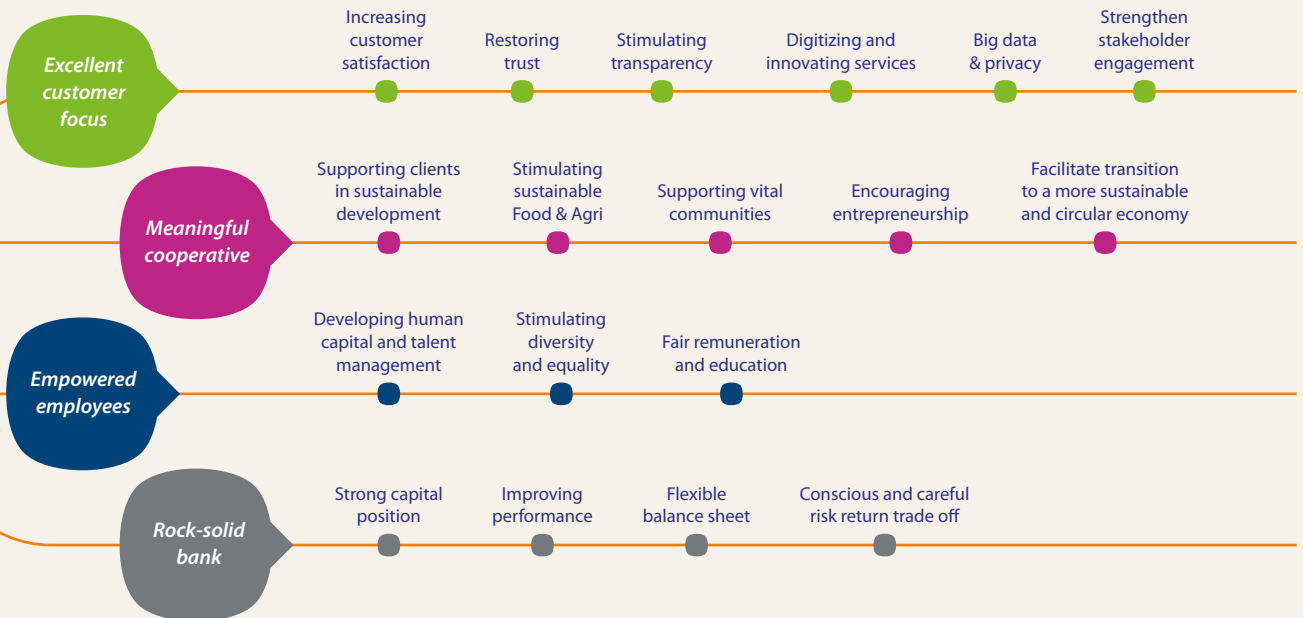 Excellent
customer
focus
Increasing
customer
satisfaction
Restoring
trust
Stimulating
transparency
Digitizing and
innovating services
Big data
& privacy
Strengthen
stakeholder
engagement
Meaningful
cooperative
Supporting clients
in sustainable
development
Stimulating
sustainable
Food & Agri
Supporting vital
communities
Encouraging
entrepreneurship
Facilitate transition
to a more sustainable
and circular economy
Empowered
employees
Developing human
capital and talent
management
Stimulating
diversity
and equality
Fair remuneration
and education
Rock-solid
bank
Strong capital
position
Improving
performance
Flexible
balance sheet
Conscious and careful
risk return trade off